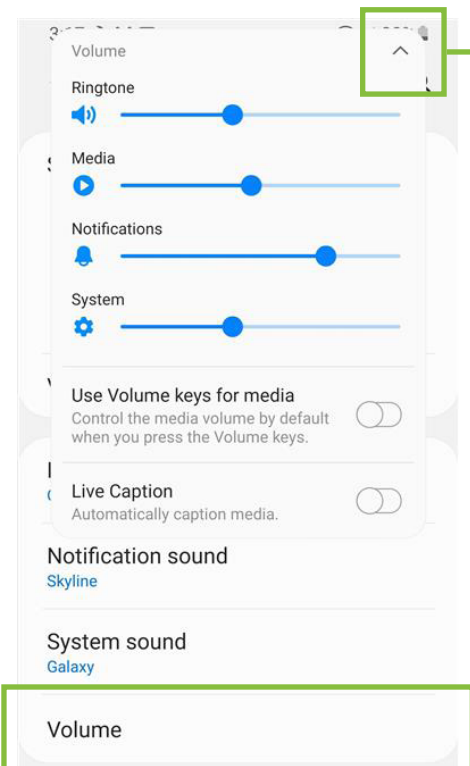 Volume
Ringtone
Media
Notifications
System
Use Volume keys for media
Control the media volume by default
when you press the Volume keys.
Live Caption
Automatically caption media.
Notification sound
Skyline
System sound
Galaxy
Volume